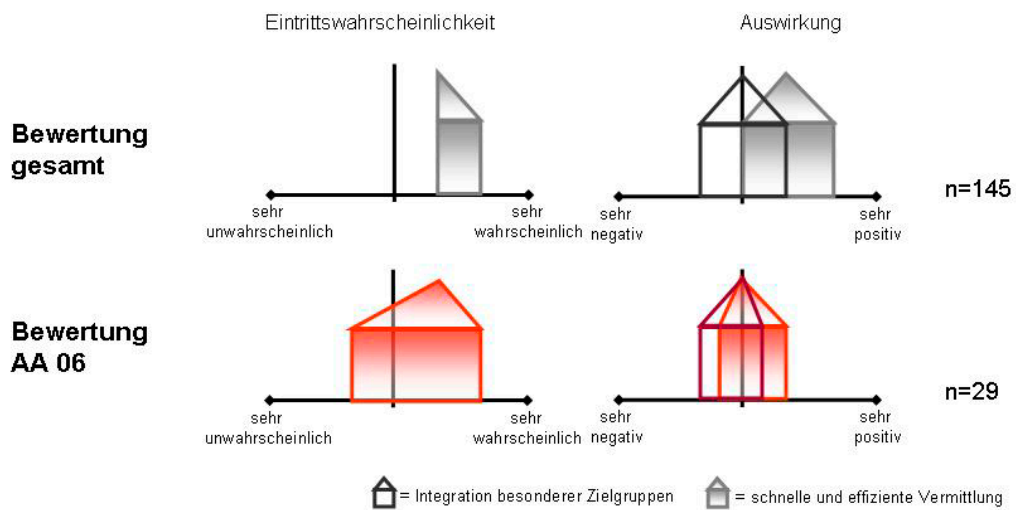 Eintrittswahrscheinlichkeit
Auswirkung
Bewertung
gesamt
sehr
unwahrscheinlich
sehr
wahrscheinlich
sehr
negativ
sehr
positiv
n=145
Bewertung
AA 06
sehr
unwahrscheinlich
sehr
wahrscheinlich
sehr
negativ
sehr
positiv
n=29
= Integration besonderer Zielgruppen
= schnelle und effiziente Vermittlung